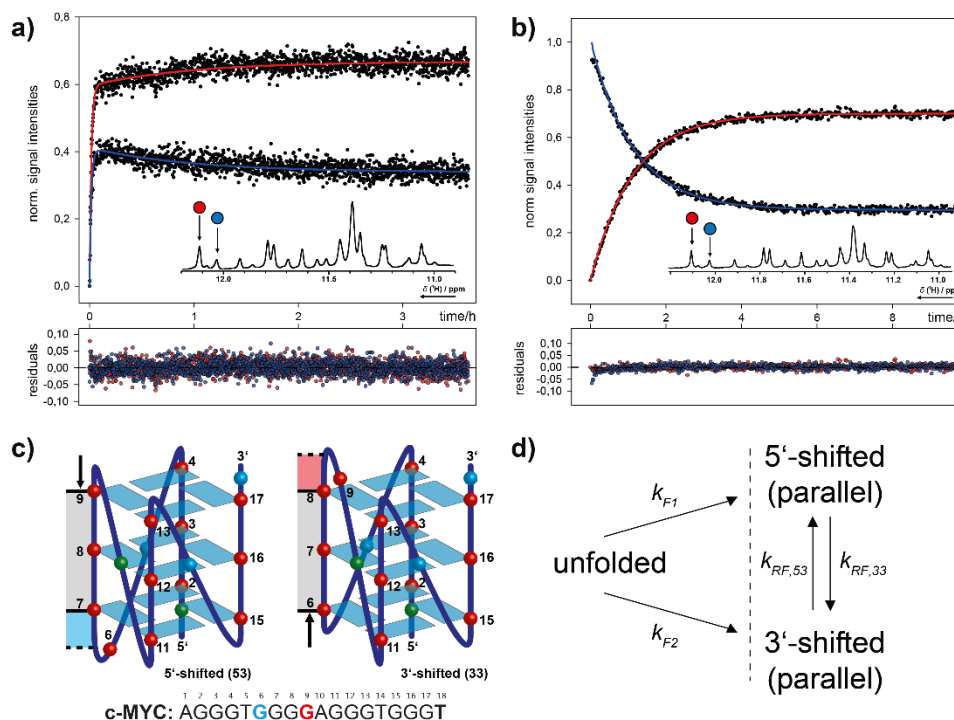 a)
norm. signal intensities
0,8
0,6
0,4
0,2
0,0
12.0
11.6
11.4
11.0
δ (¹H) / ppm
0
1
2
3
time/h
residuals
0,10
0,05
0,00
-0,05
-0,10
b)
norm signal intensities
1,0
0,8
0,6
0,4
0,2
0,0
12.0
11.6
11.4
11.2
11.0
δ (¹H) / ppm
0
2
4
6
8
time/
residuals
0,10
0,05
0,00
-0,05
-0,10
c)
4
3'
9
17
13
3
8
16
12
2
7
15
6
11
5'
5'-shifted (53)
4
3'
8
9
17
13
3
7
16
12
2
6
15
11
5'
3'-shifted (33)
1 2 3 4 5 6 7 8 9 10 11 12 13 14 15 16 17 18
c-MYC: AGGGTGGGGAGGGTGGGT
d)
5'-shifted
(parallel)
kF1
unfolded
kRF,53
kRF,33
kF2
3'-shifted
(parallel)